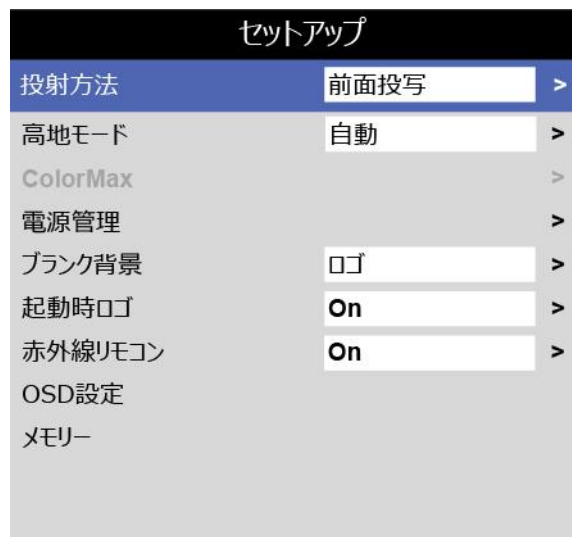 セットアップ
投射方法 前面投写 >
高地モード 自動 >
ColorMax >
電源管理 >
ブランク背景 ロゴ >
起動時ロゴ On >
赤外線リモコン On >
OSD設定
メモリー